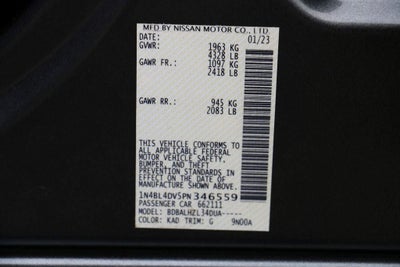 MFD BY NISSAN MOTOR CO., LTD.
DATE: 01/23
GVWR: 1963 KG
4328 LB
GAWR FR.: 1097 KG
2418 LB
GAWR RR.: 945 KG
2083 LB
THIS VEHICLE CONFORMS TO
ALL APPLICABLE FEDERAL
MOTOR VEHICLE SAFETY,
BUMPER, AND THEFT
PREVENTION STANDARDS IN
EFFECT ON THE DATE OF
MANUFACTURE SHOWN ABOVE.
1N4BL4DV5PN346559
PASSENGER CAR 662111
MODEL: BDBALHZL34DUA-----
COLOR: KAD TRIM: G 9N00A